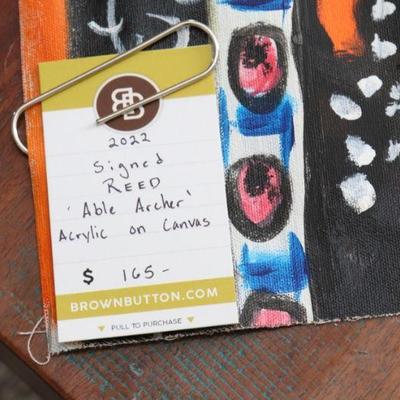 BB
2022
Signed
REED
'Able Archer'
Acrylic on Canvas
$ 165-
BROWNBUTTON.COM
PULL TO PURCHASE